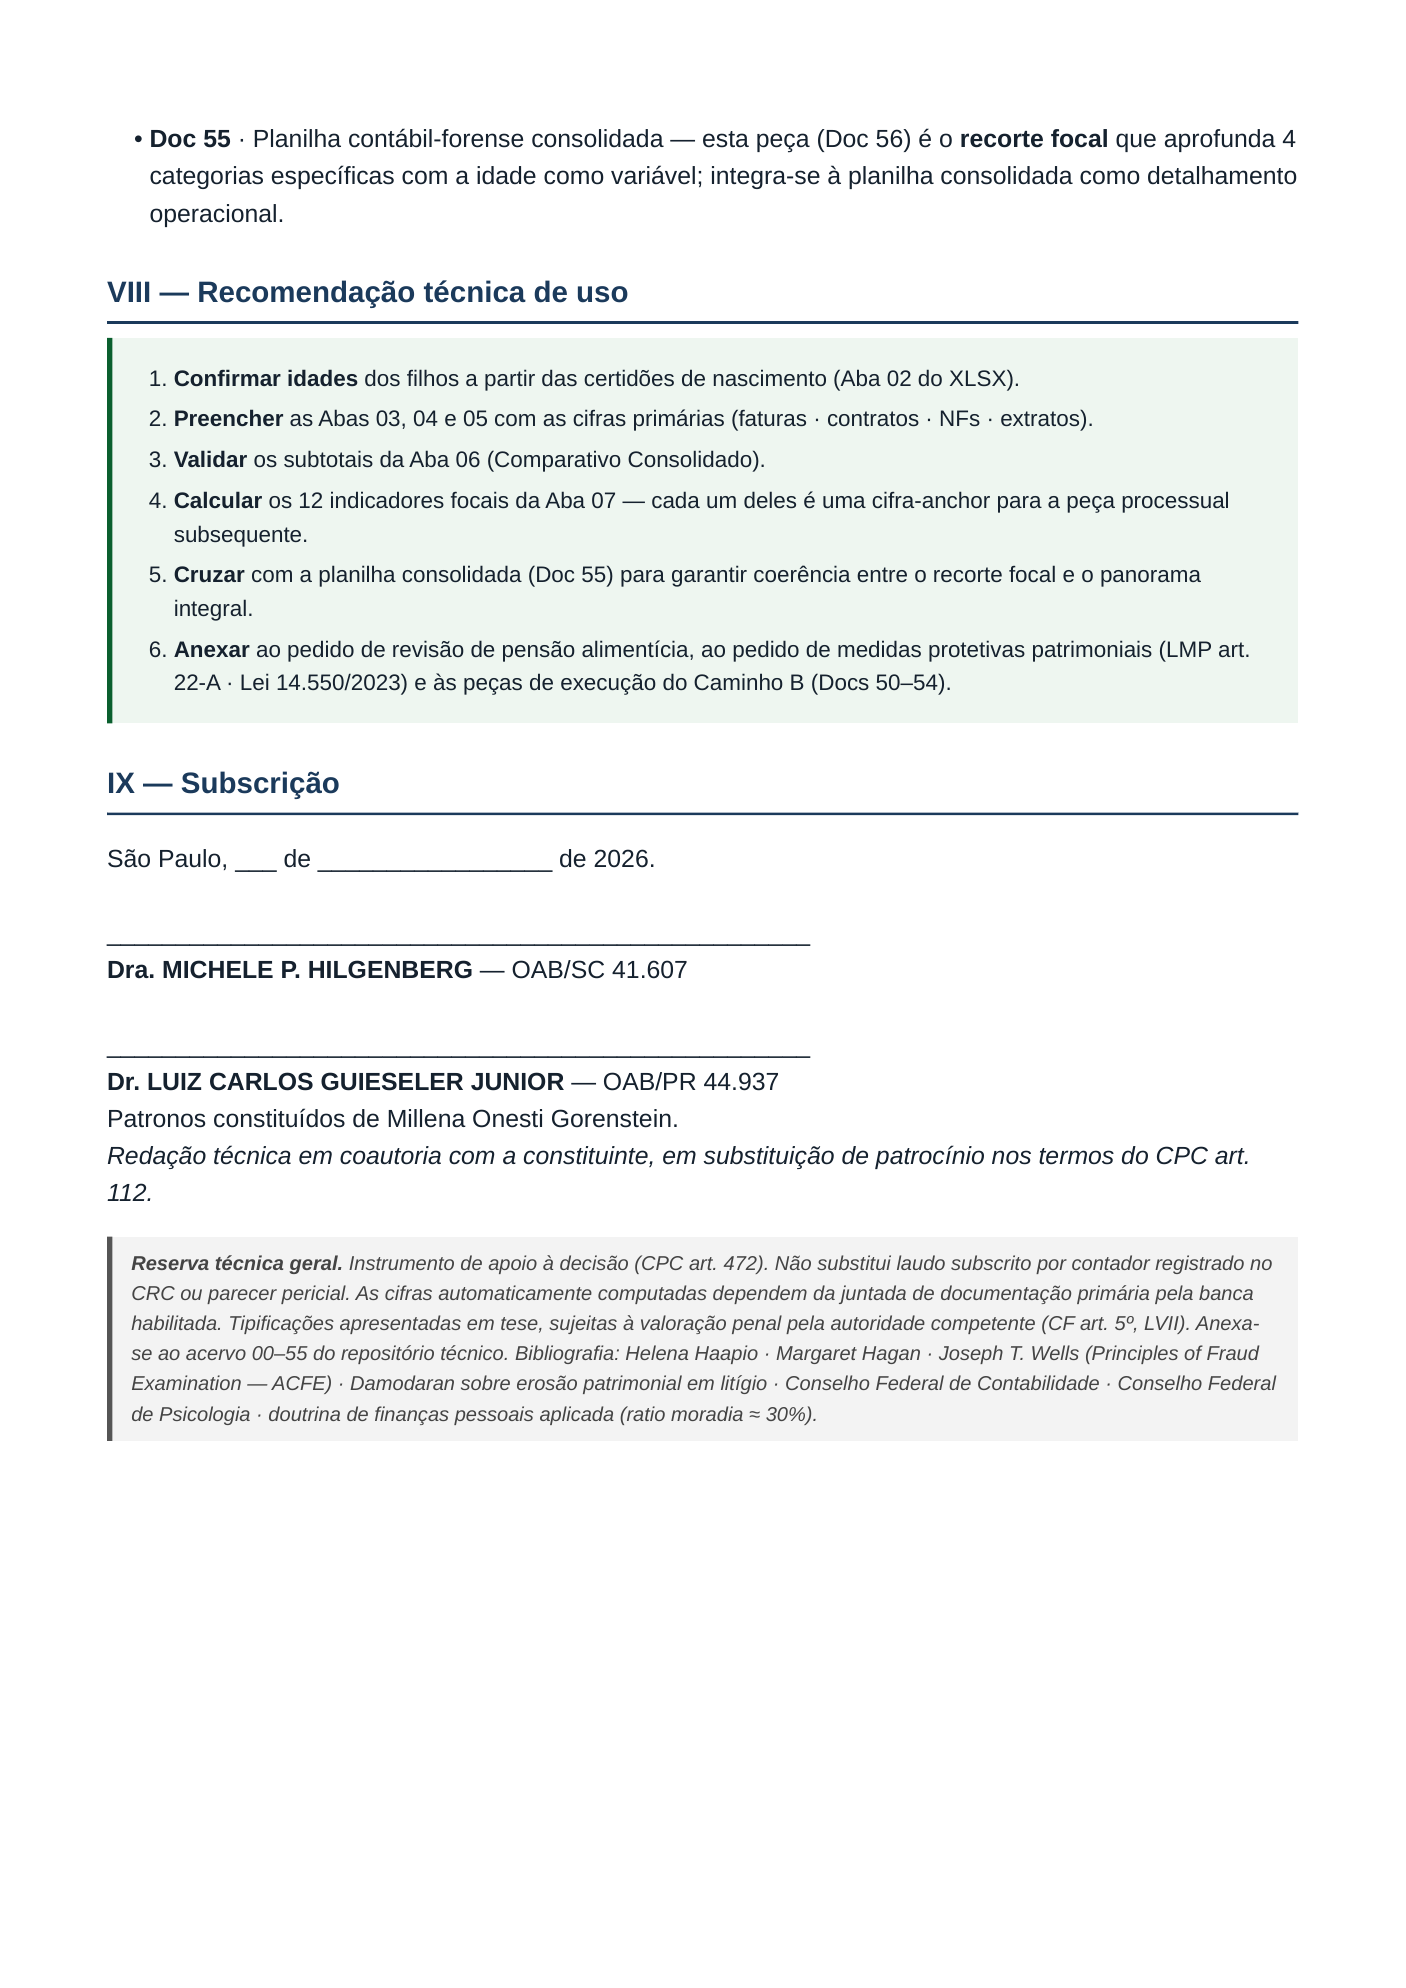 • Doc 55 · Planilha contábil-forense consolidada — esta peça (Doc 56) é o recorte focal que aprofunda 4
categorias específicas com a idade como variável; integra-se à planilha consolidada como detalhamento
operacional.
VIII — Recomendação técnica de uso
1. Confirmar idades dos filhos a partir das certidões de nascimento (Aba 02 do XLSX).
2. Preencher as Abas 03, 04 e 05 com as cifras primárias (faturas · contratos · NFs · extratos).
3. Validar os subtotais da Aba 06 (Comparativo Consolidado).
4. Calcular os 12 indicadores focais da Aba 07 — cada um deles é uma cifra-anchor para a peça processual
subsequente.
5. Cruzar com a planilha consolidada (Doc 55) para garantir coerência entre o recorte focal e o panorama
integral.
6. Anexar ao pedido de revisão de pensão alimentícia, ao pedido de medidas protetivas patrimoniais (LMP art.
22-A · Lei 14.550/2023) e às peças de execução do Caminho B (Docs 50–54).
IX — Subscrição
São Paulo, ___ de _________________ de 2026.
___________________________________________________
Dra. MICHELE P. HILGENBERG — OAB/SC 41.607
___________________________________________________
Dr. LUIZ CARLOS GUIESELER JUNIOR — OAB/PR 44.937
Patronos constituídos de Millena Onesti Gorenstein.
Redação técnica em coautoria com a constituinte, em substituição de patrocínio nos termos do CPC art.
112.
Reserva técnica geral. Instrumento de apoio à decisão (CPC art. 472). Não substitui laudo subscrito por contador registrado no
CRC ou parecer pericial. As cifras automaticamente computadas dependem da juntada de documentação primária pela banca
habilitada. Tipificações apresentadas em tese, sujeitas à valoração penal pela autoridade competente (CF art. 5º, LVII). Anexa-
se ao acervo 00–55 do repositório técnico. Bibliografia: Helena Haapio · Margaret Hagan · Joseph T. Wells (Principles of Fraud
Examination — ACFE) · Damodaran sobre erosão patrimonial em litígio · Conselho Federal de Contabilidade · Conselho Federal
de Psicologia · doutrina de finanças pessoais aplicada (ratio moradia ≈ 30%).